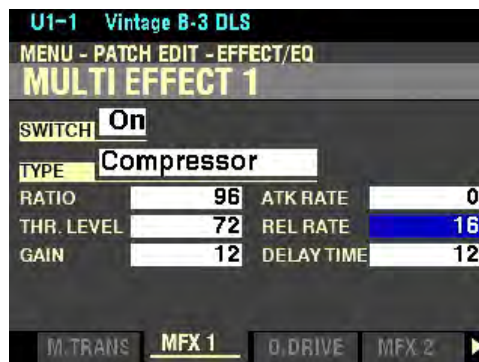 U1-1 Vintage B-3 DLS
MENU - PATCH EDIT -EFFECT/EQ
MULTI EFFECT 1
SWITCH On
TYPE Compressor
RATIO 96 ATK RATE 0
THR. LEVEL 72 REL RATE 16
GAIN 12 DELAY TIME 12
M.TRANS MFX 1 O.DRIVE MFX 2